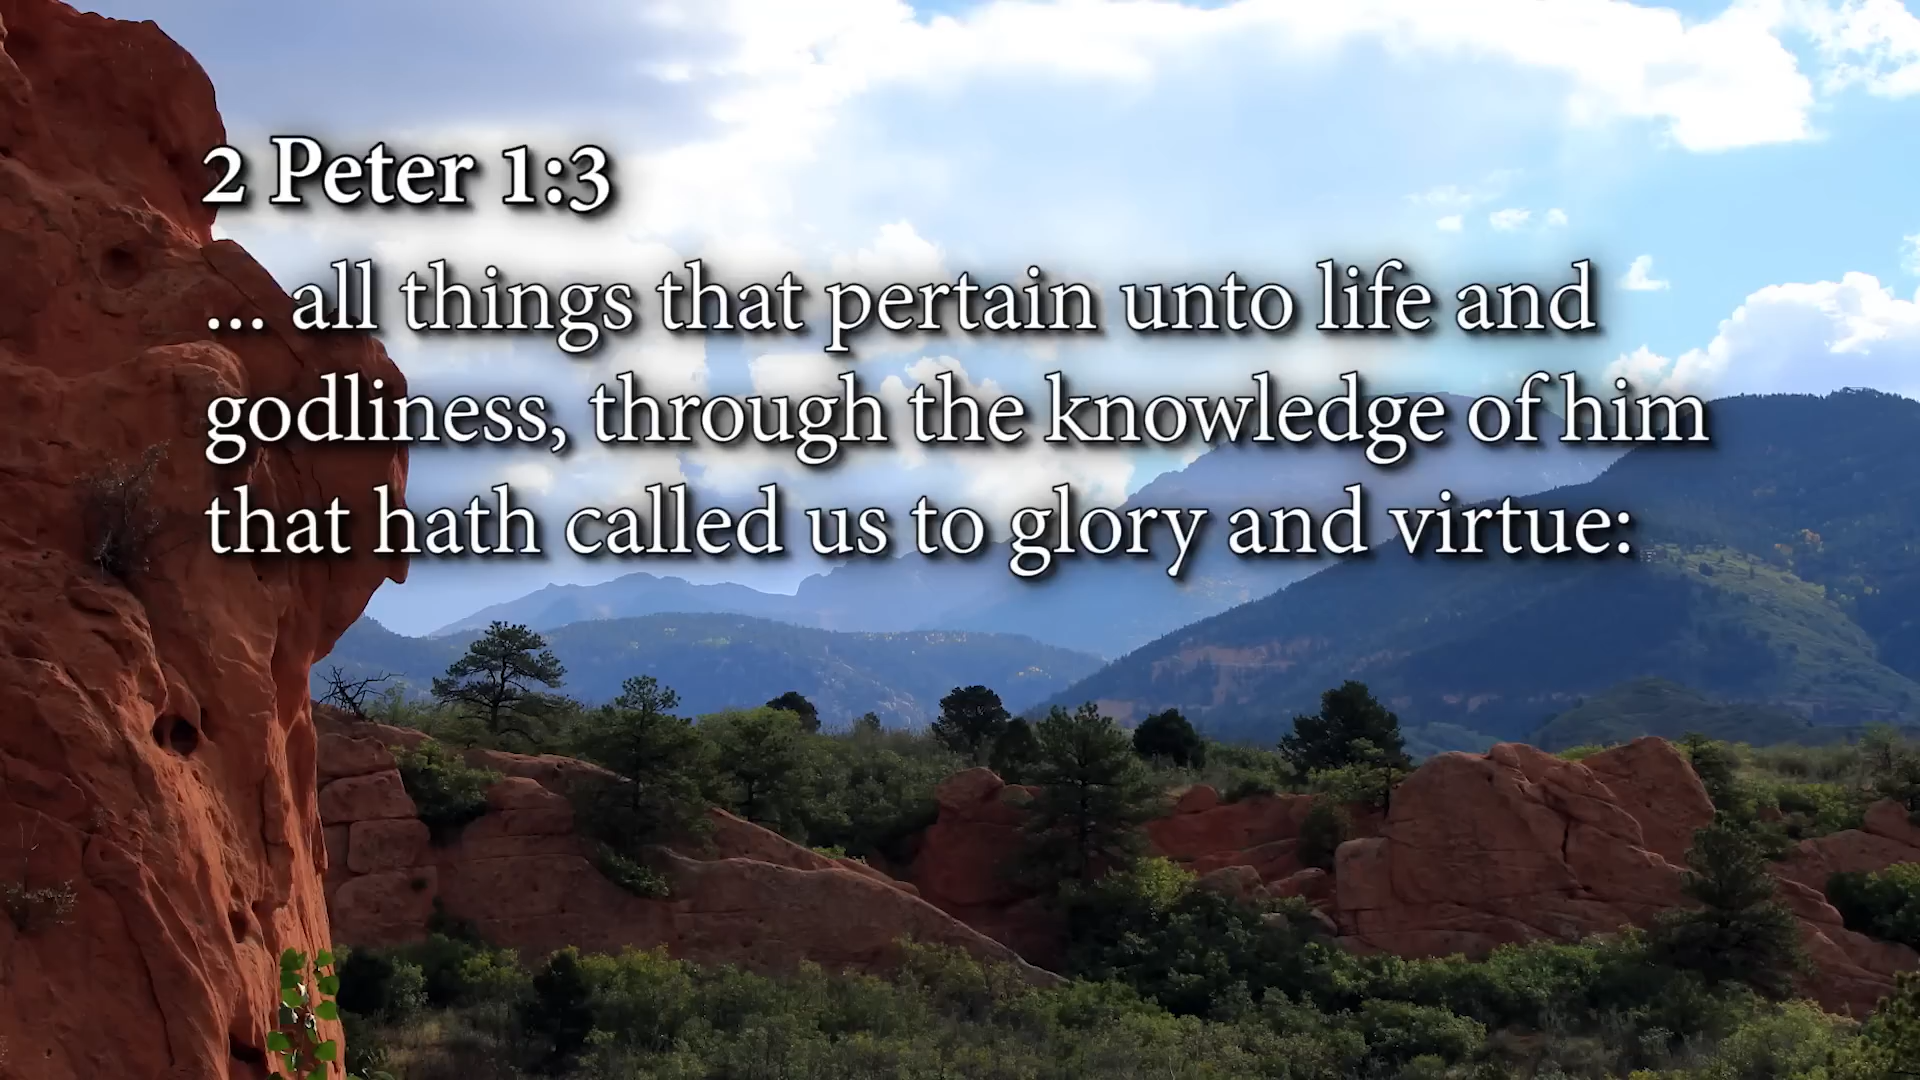 2 Peter 1:3
... all things that pertain unto life and
godliness, through the knowledge of him
that hath called us to glory and virtue: